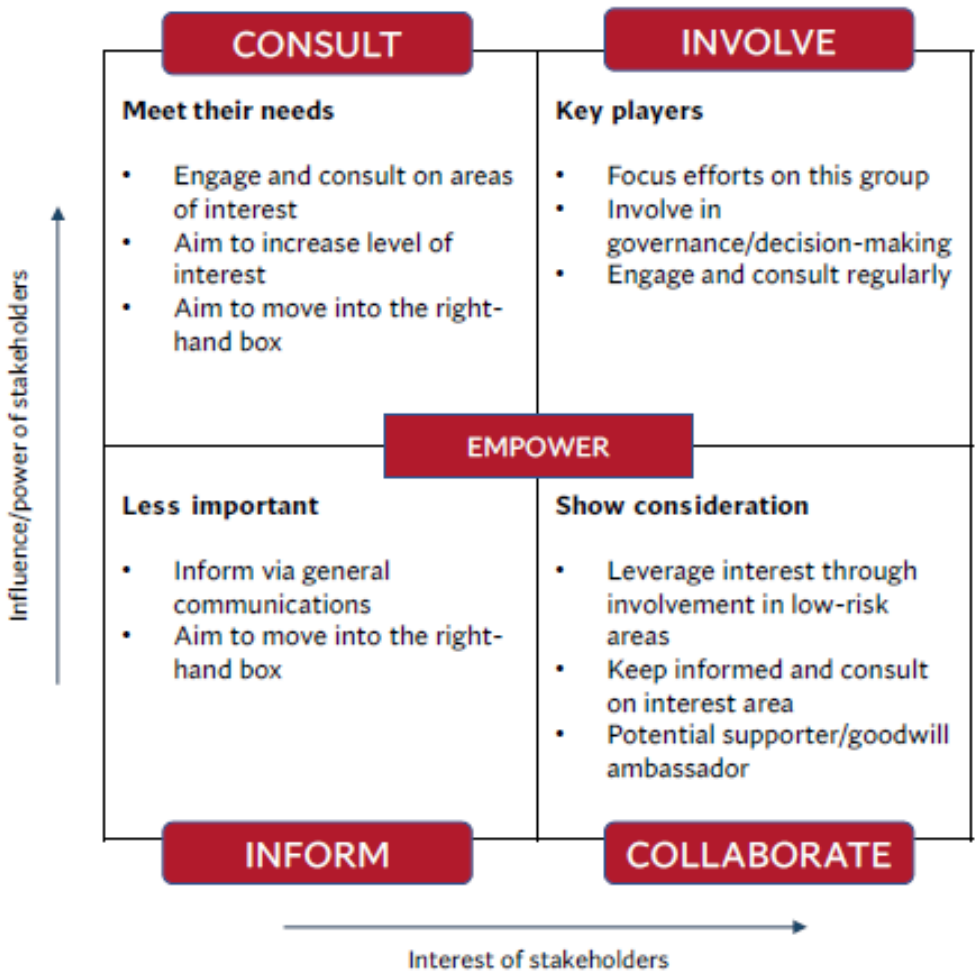 CONSULT
Meet their needs
• Engage and consult on areas
of interest
• Aim to increase level of
interest
• Aim to move into the right-
hand box
INVOLVE
Key players
• Focus efforts on this group
• Involve in
governance/decision-making
• Engage and consult regularly
Influence/power of stakeholders
EMPOWER
Less important
• Inform via general
communications
• Aim to move into the right-
hand box
INFORM
Show consideration
• Leverage interest through
involvement in low-risk
areas
• Keep informed and consult
on interest area
• Potential supporter/goodwill
ambassador
COLLABORATE
Interest of stakeholders